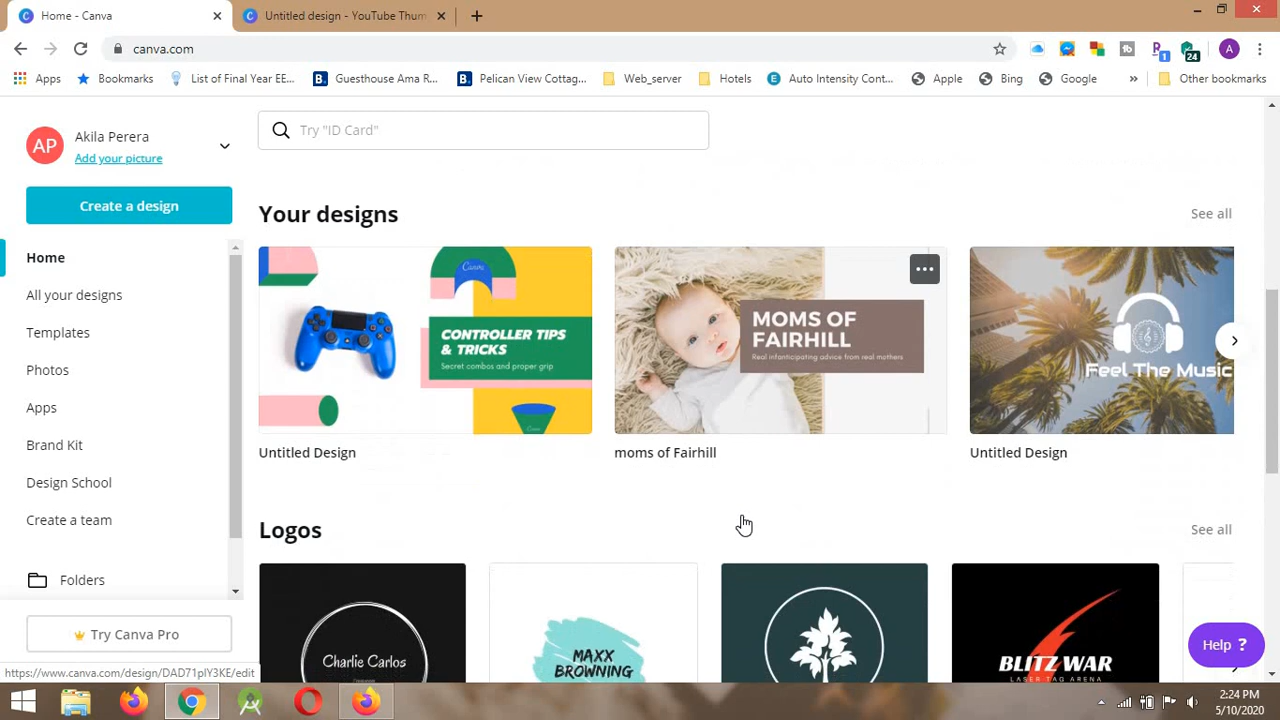 Home - Canva
Untitled design - YouTube Thum
canva.com
A
1
24
Apps
Bookmarks
List of Final Year EE...
Guesthouse Ama R...
Pelican View Cottag...
Web_server
Hotels
Auto Intensity Cont...
Apple
Bing
Google
Other bookmarks
AP
Akila Perera
Add your picture
Try "ID Card"
Create a design
Your designs
See all
Home
All your designs
Templates
Photos
Apps
Brand Kit
Design School
Create a team
Folders
Try Canva Pro
Canva
CONTROLLER TIPS
& TRICKS
Secret combos and proper grip
Untitled Design
MOMS OF
FAIRHILL
Real infanticipating advice from real mothers
moms of Fairhill
Feel The Music
Untitled Design
Logos
See all
Charlie Carlos
MAXX
BROWNING
BLITZ WAR
LASER TAG ARENA
Help ?
https://www.canva.com/design/DAD71plY3KE/edit
2:24 PM
5/10/2020